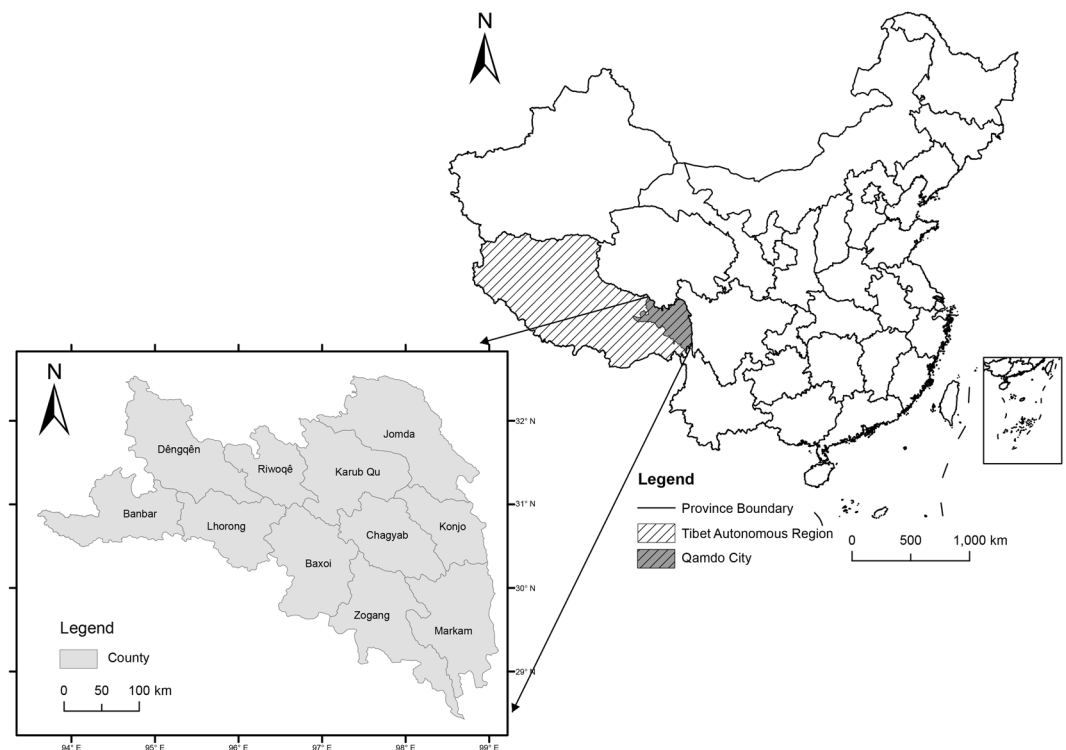 N
N
Dêngqên
Jomda
Riwoqê
Karub Qu
Banbar
Lhorong
Chagyab
Konjo
Baxoi
Zogang
Markam
Legend
County
0 50 100 km
32° N
31° N
30° N
29° N
94° E 95° E 96° E 97° E 98° E 99° E
Legend
Province Boundary
Tibet Autonomous Region
Qamdo City
0 500 1,000 km